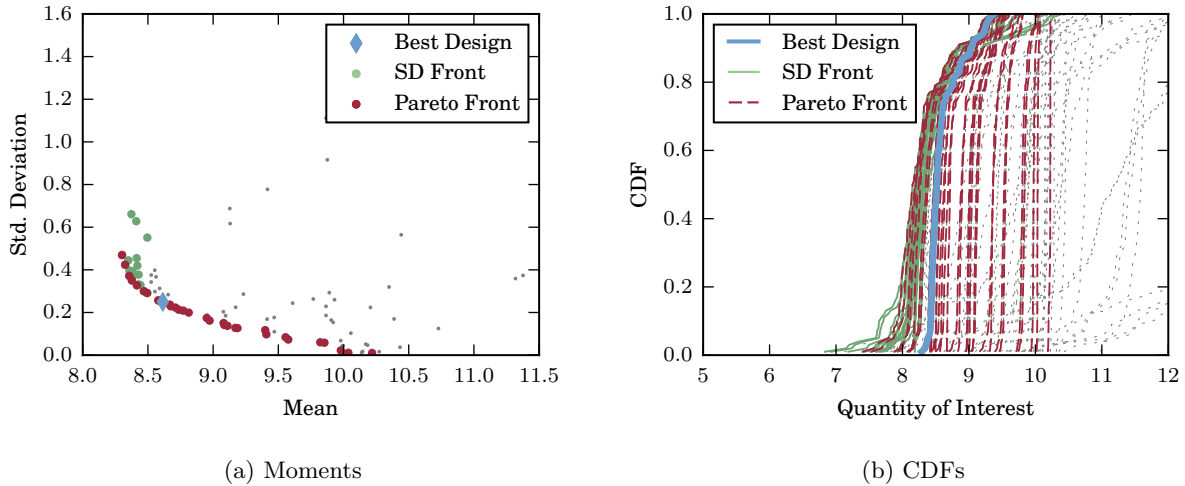 1.6
1.4
1.2
1.0
0.8
0.6
0.4
0.2
0.0
Std. Deviation
8.0 8.5 9.0 9.5 10.0 10.5 11.0 11.5
Mean
Best Design
SD Front
Pareto Front
(a) Moments
1.0
0.8
0.6
0.4
0.2
0.0
CDF
5 6 7 8 9 10 11 12
Quantity of Interest
Best Design
SD Front
Pareto Front
(b) CDFs